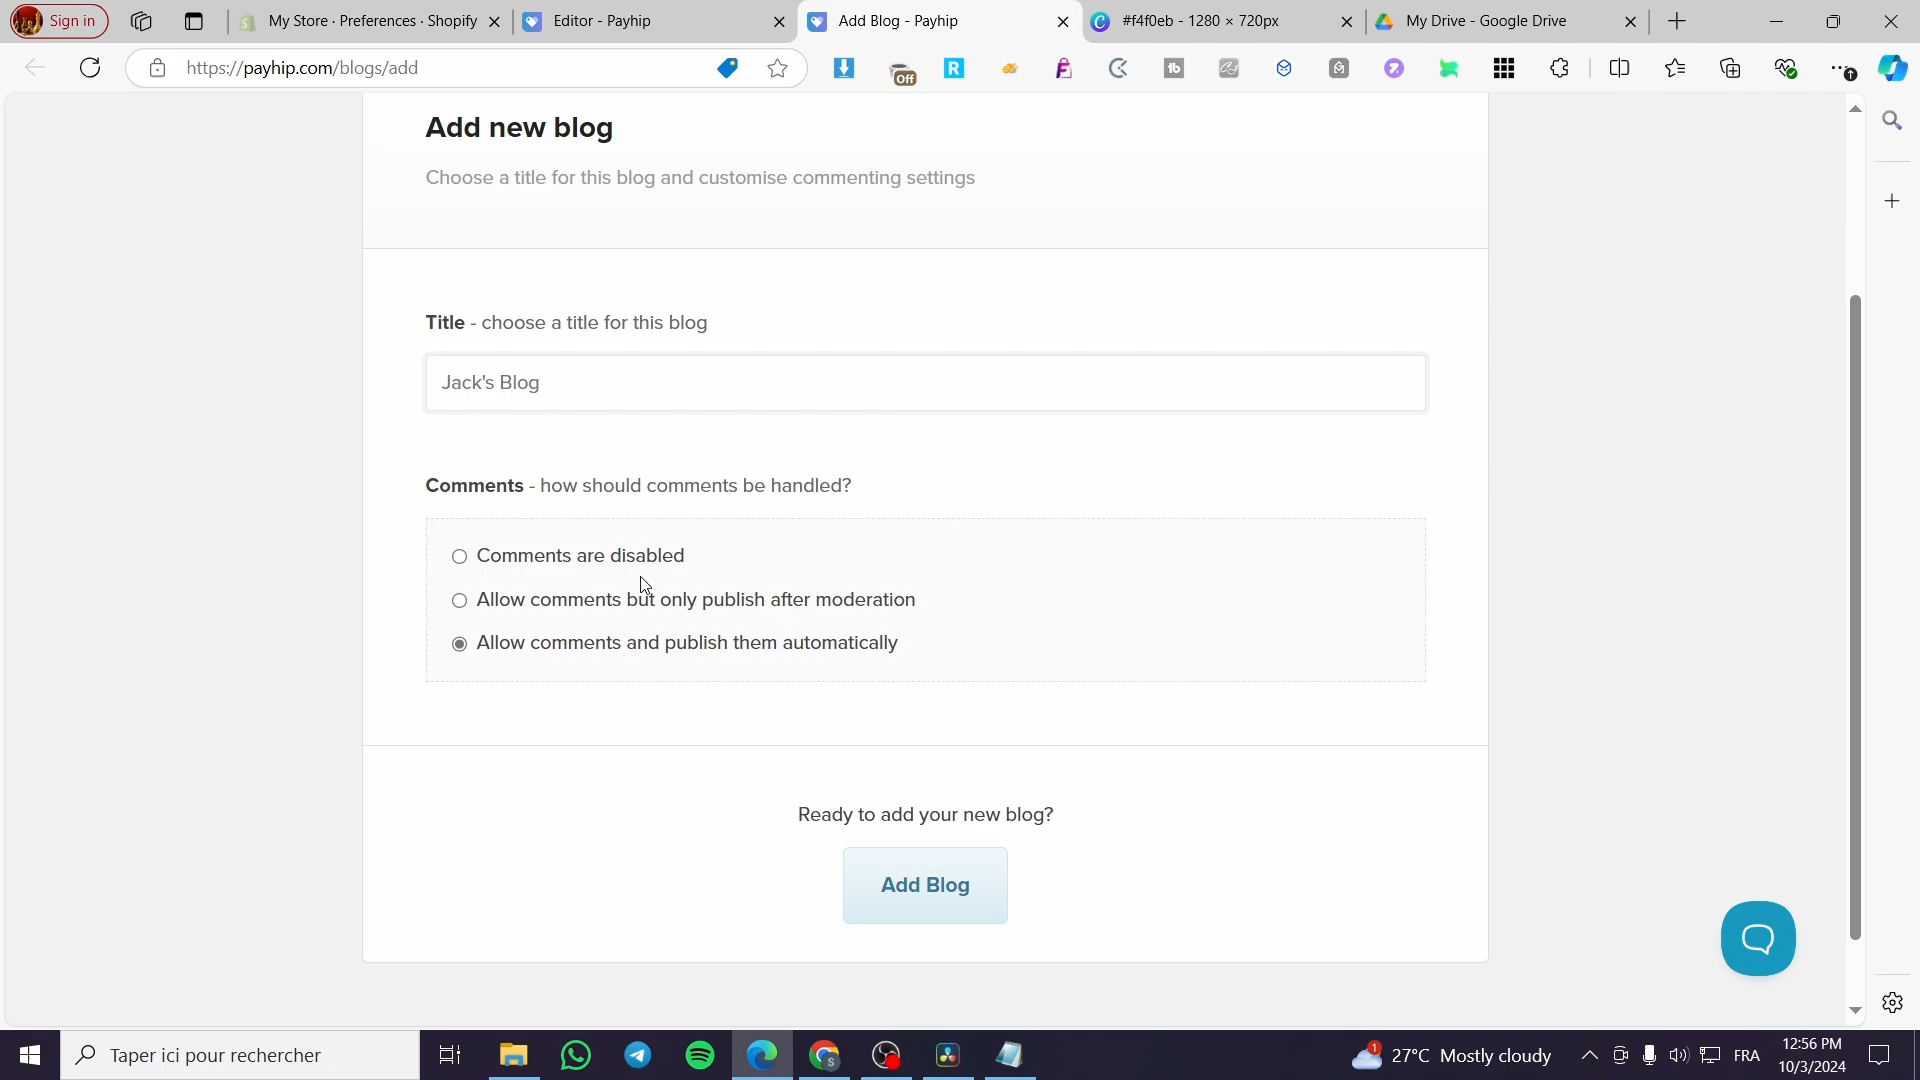 Sign in
My Store · Preferences · Shopify
Editor - Payhip
Add Blog - Payhip
#f4f0eb - 1280 × 720px
My Drive - Google Drive
https://payhip.com/blogs/add
Off
Add new blog
Choose a title for this blog and customise commenting settings
Title - choose a title for this blog
Jack's Blog
Comments - how should comments be handled?
Comments are disabled
Allow comments but only publish after moderation
Allow comments and publish them automatically
Ready to add your new blog?
Add Blog
Taper ici pour rechercher
27°C Mostly cloudy
FRA
12:56 PM
10/3/2024